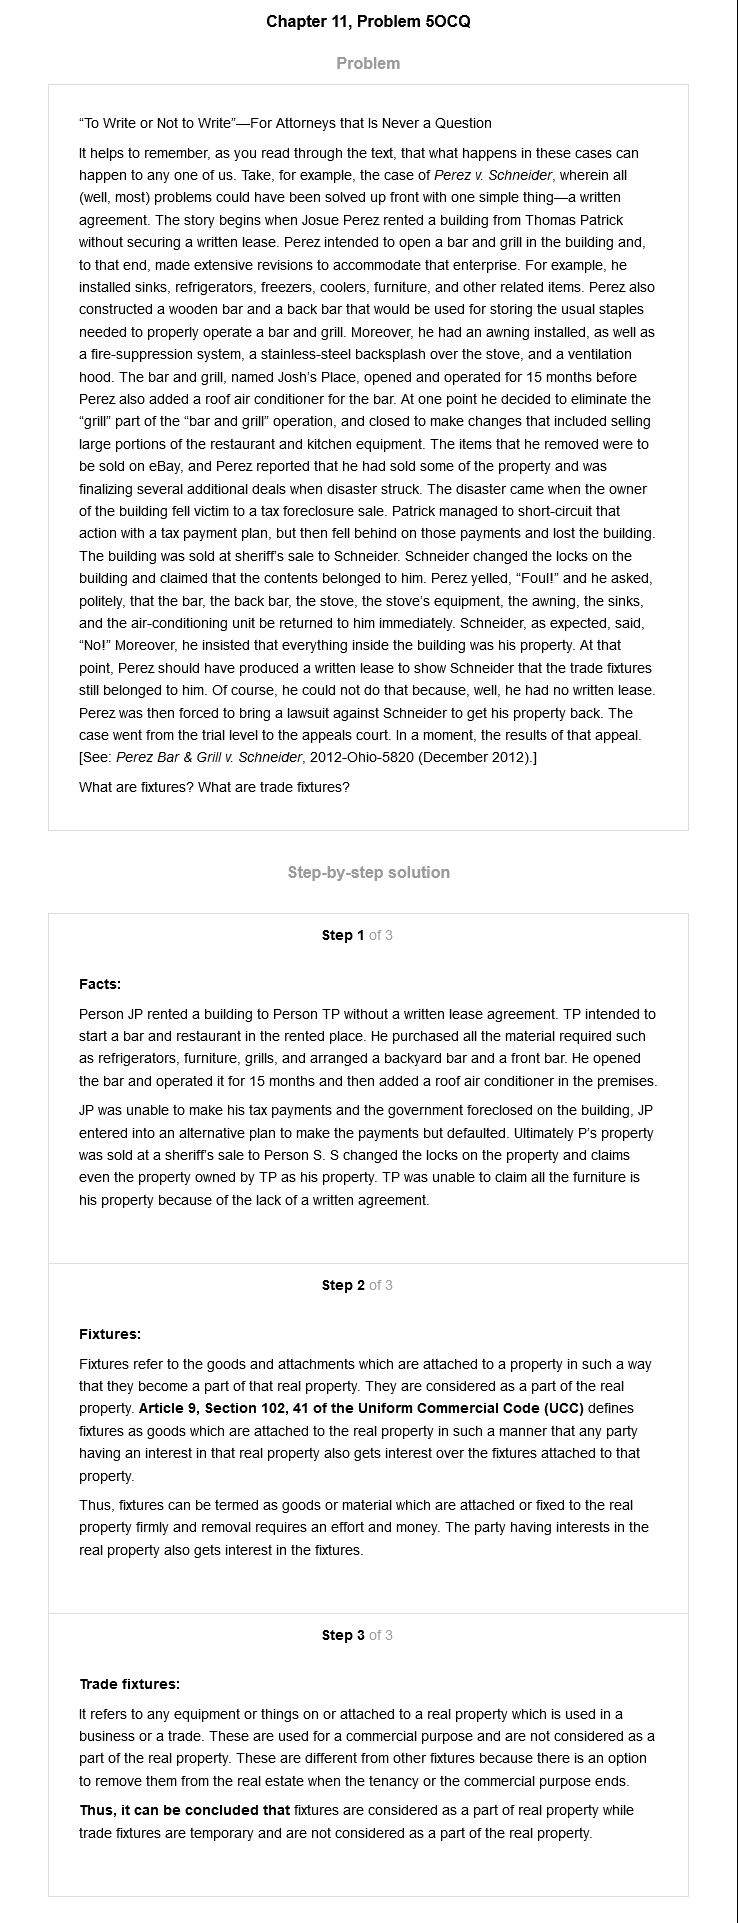 Chapter 11, Problem 5OCQ
Problem
“To Write or Not to Write”—For Attorneys that Is Never a Question
It helps to remember, as you read through the text, that what happens in these cases can
happen to any one of us. Take, for example, the case of Perez v. Schneider, wherein all
(well, most) problems could have been solved up front with one simple thing—a written
agreement. The story begins when Josue Perez rented a building from Thomas Patrick
without securing a written lease. Perez intended to open a bar and grill in the building and,
to that end, made extensive revisions to accommodate that enterprise. For example, he
installed sinks, refrigerators, freezers, coolers, furniture, and other related items. Perez also
constructed a wooden bar and a back bar that would be used for storing the usual staples
needed to properly operate a bar and grill. Moreover, he had an awning installed, as well as
a fire-suppression system, a stainless-steel backsplash over the stove, and a ventilation
hood. The bar and grill, named Josh’s Place, opened and operated for 15 months before
Perez also added a roof air conditioner for the bar. At one point he decided to eliminate the
“grill” part of the “bar and grill” operation, and closed to make changes that included selling
large portions of the restaurant and kitchen equipment. The items that he removed were to
be sold on eBay, and Perez reported that he had sold some of the property and was
finalizing several additional deals when disaster struck. The disaster came when the owner
of the building fell victim to a tax foreclosure sale. Patrick managed to short-circuit that
action with a tax payment plan, but then fell behind on those payments and lost the building.
The building was sold at sheriff’s sale to Schneider. Schneider changed the locks on the
building and claimed that the contents belonged to him. Perez yelled, “Foul!” and he asked,
politely, that the bar, the back bar, the stove, the stove’s equipment, the awning, the sinks,
and the air-conditioning unit be returned to him immediately. Schneider, as expected, said,
“No!” Moreover, he insisted that everything inside the building was his property. At that
point, Perez should have produced a written lease to show Schneider that the trade fixtures
still belonged to him. Of course, he could not do that because, well, he had no written lease.
Perez was then forced to bring a lawsuit against Schneider to get his property back. The
case went from the trial level to the appeals court. In a moment, the results of that appeal.
[See: Perez Bar & Grill v. Schneider, 2012-Ohio-5820 (December 2012).]
What are fixtures? What are trade fixtures?
Step-by-step solution
Step 1 of 3
Facts:
Person JP rented a building to Person TP without a written lease agreement. TP intended to
start a bar and restaurant in the rented place. He purchased all the material required such
as refrigerators, furniture, grills, and arranged a backyard bar and a front bar. He opened
the bar and operated it for 15 months and then added a roof air conditioner in the premises.
JP was unable to make his tax payments and the government foreclosed on the building, JP
entered into an alternative plan to make the payments but defaulted. Ultimately P’s property
was sold at a sheriff’s sale to Person S. S changed the locks on the property and claims
even the property owned by TP as his property. TP was unable to claim all the furniture is
his property because of the lack of a written agreement.
Step 2 of 3
Fixtures:
Fixtures refer to the goods and attachments which are attached to a property in such a way
that they become a part of that real property. They are considered as a part of the real
property. Article 9, Section 102, 41 of the Uniform Commercial Code (UCC) defines
fixtures as goods which are attached to the real property in such a manner that any party
having an interest in that real property also gets interest over the fixtures attached to that
property.
Thus, fixtures can be termed as goods or material which are attached or fixed to the real
property firmly and removal requires an effort and money. The party having interests in the
real property also gets interest in the fixtures.
Step 3 of 3
Trade fixtures:
It refers to any equipment or things on or attached to a real property which is used in a
business or a trade. These are used for a commercial purpose and are not considered as a
part of the real property. These are different from other fixtures because there is an option
to remove them from the real estate when the tenancy or the commercial purpose ends.
Thus, it can be concluded that fixtures are considered as a part of real property while
trade fixtures are temporary and are not considered as a part of the real property.